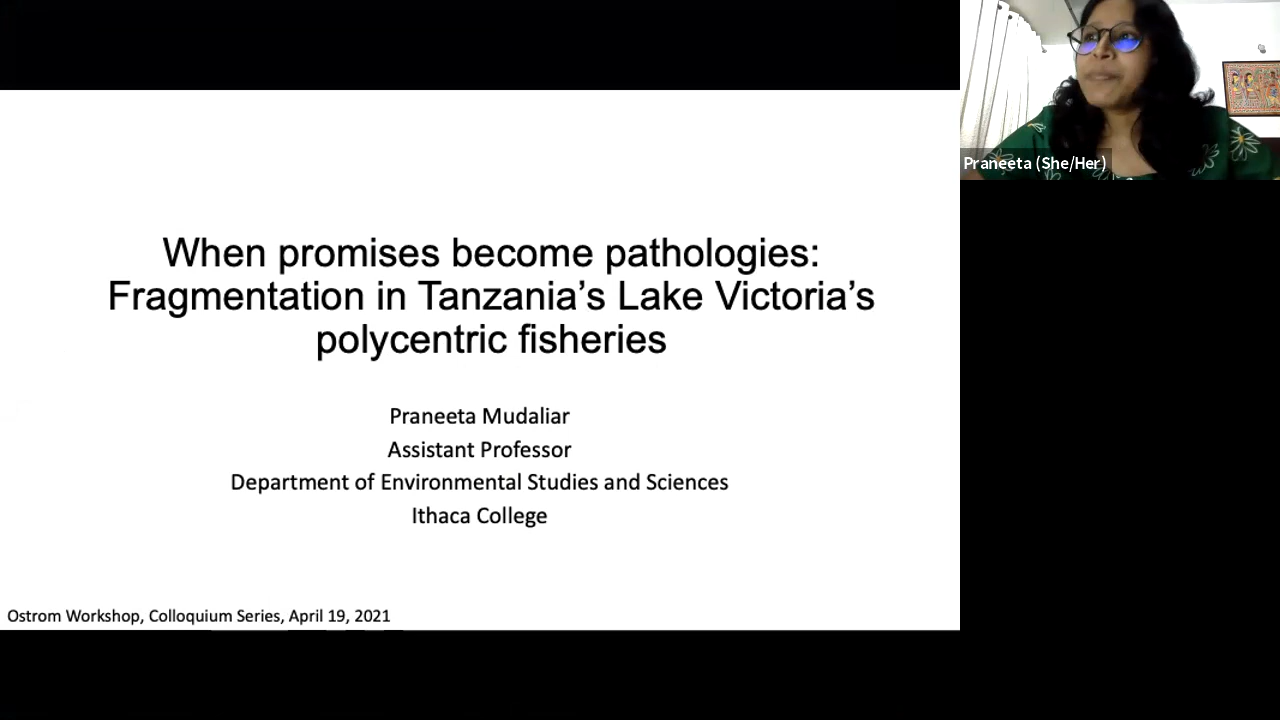 When promises become pathologies:
Fragmentation in Tanzania's Lake Victoria's
polycentric fisheries
Praneeta Mudaliar
Assistant Professor
Department of Environmental Studies and Sciences
Ithaca College
Ostrom Workshop, Colloquium Series, April 19, 2021
Praneeta (She/Her)